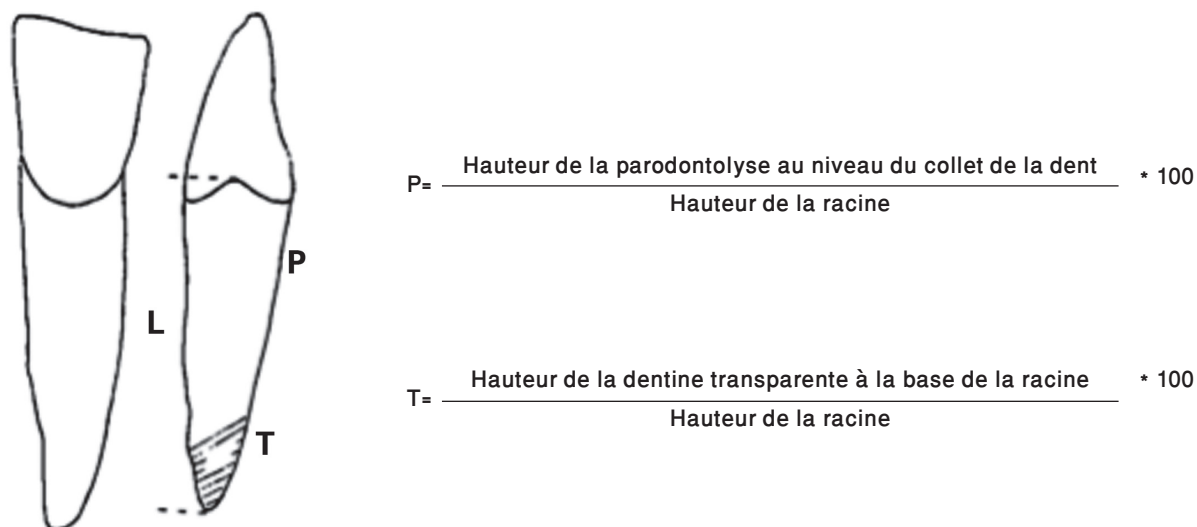 P= Hauteur de la parodontolyse au niveau du collet de la dent * 100
Hauteur de la racine
P
L
T= Hauteur de la dentine transparente à la base de la racine * 100
Hauteur de la racine
T